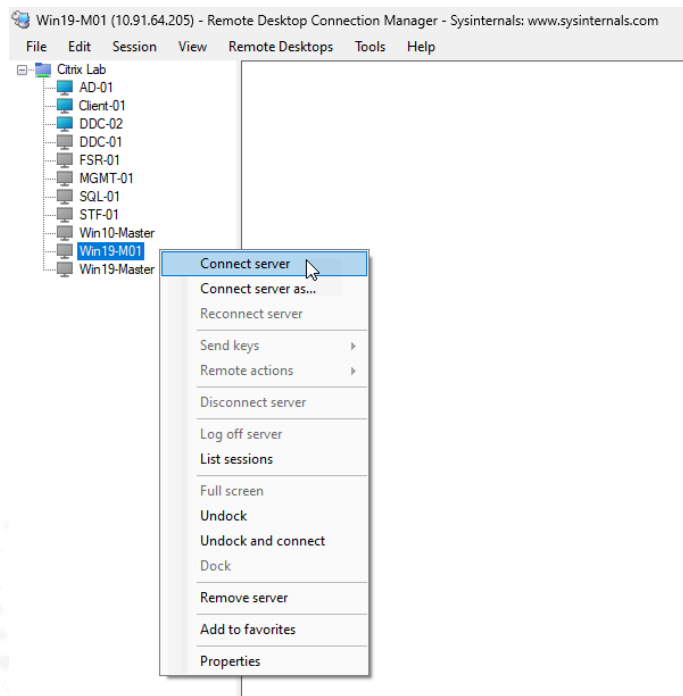 Win19-M01 (10.91.64.205) - Remote Desktop Connection Manager - Sysinternals: www.sysinternals.com
File Edit Session View Remote Desktops Tools Help
Citrix Lab
AD-01
Client-01
DDC-02
DDC-01
FSR-01
MGMT-01
SQL-01
STF-01
Win10-Master
Win19-M01
Win19-Master
Connect server
Connect server as...
Reconnect server
Send keys
Remote actions
Disconnect server
Log off server
List sessions
Full screen
Undock
Undock and connect
Dock
Remove server
Add to favorites
Properties